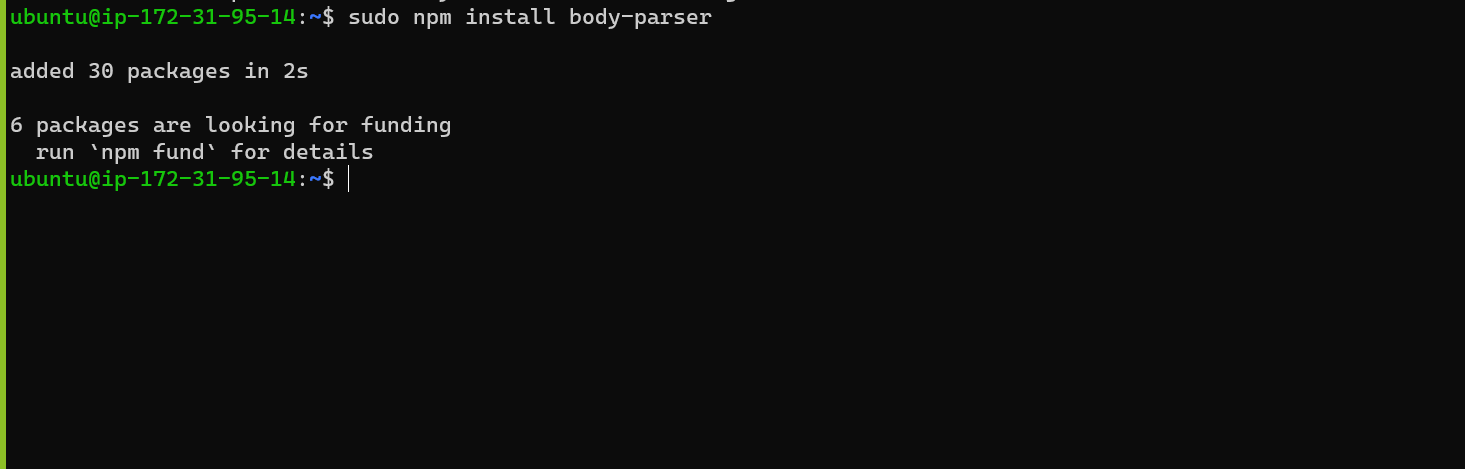 ubuntu@ip-172-31-95-14:~$ sudo npm install body-parser
added 30 packages in 2s
6 packages are looking for funding
run `npm fund` for details
ubuntu@ip-172-31-95-14:~$